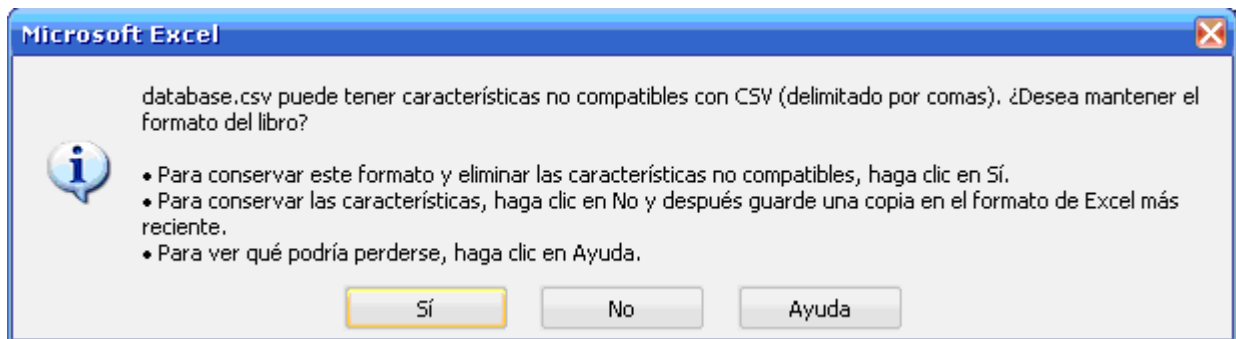 Microsoft Excel
database.csv puede tener características no compatibles con CSV (delimitado por comas). ¿Desea mantener el
formato del libro?
• Para conservar este formato y eliminar las características no compatibles, haga clic en Sí.
• Para conservar las características, haga clic en No y después guarde una copia en el formato de Excel más
reciente.
• Para ver qué podría perderse, haga clic en Ayuda.
Sí No Ayuda